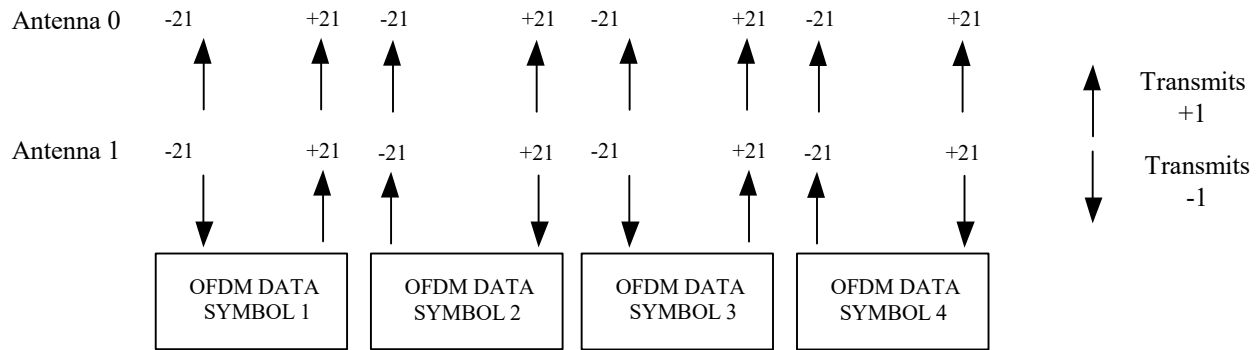 Antenna 0 -21 +21 -21 +21 -21 +21 -21 +21
Transmits
+1
Antenna 1 -21 +21 -21 +21 -21 +21 -21 +21
Transmits
-1
OFDM DATA
SYMBOL 1
OFDM DATA
SYMBOL 2
OFDM DATA
SYMBOL 3
OFDM DATA
SYMBOL 4